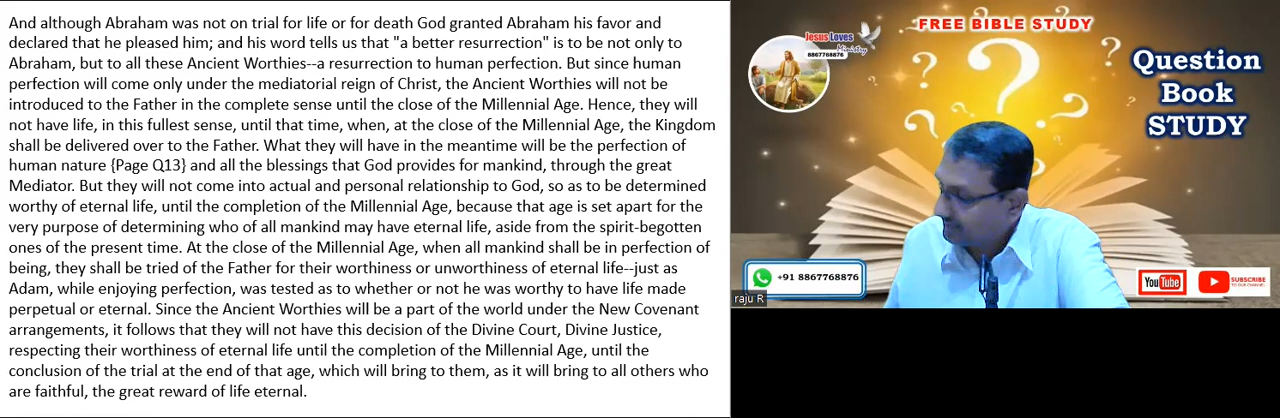 And although Abraham was not on trial for life or for death God granted Abraham his favor and
declared that he pleased him; and his word tells us that "a better resurrection" is to be not only to
Abraham, but to all these Ancient Worthies--a resurrection to human perfection. But since human
perfection will come only under the mediatorial reign of Christ, the Ancient Worthies will not be
introduced to the Father in the complete sense until the close of the Millennial Age. Hence, they will
not have life, in this fullest sense, until that time, when, at the close of the Millennial Age, the Kingdom
shall be delivered over to the Father. What they will have in the meantime will be the perfection of
human nature {Page Q13} and all the blessings that God provides for mankind, through the great
Mediator. But they will not come into actual and personal relationship to God, so as to be determined
worthy of eternal life, until the completion of the Millennial Age, because that age is set apart for the
very purpose of determining who of all mankind may have eternal life, aside from the spirit-begotten
ones of the present time. At the close of the Millennial Age, when all mankind shall be in perfection of
being, they shall be tried of the Father for their worthiness or unworthiness of eternal life--just as
Adam, while enjoying perfection, was tested as to whether or not he was worthy to have life made
perpetual or eternal. Since the Ancient Worthies will be a part of the world under the New Covenant
arrangements, it follows that they will not have this decision of the Divine Court, Divine Justice,
respecting their worthiness of eternal life until the completion of the Millennial Age, until the
conclusion of the trial at the end of that age, which will bring to them, as it will bring to all others who
are faithful, the great reward of life eternal.
FREE BIBLE STUDY
Jesus Loves
Ministry
8867768876
Question
Book
STUDY
+91 8867768876
raju R
YouTube
SUBSCRIBE
TO OUR CHANNEL